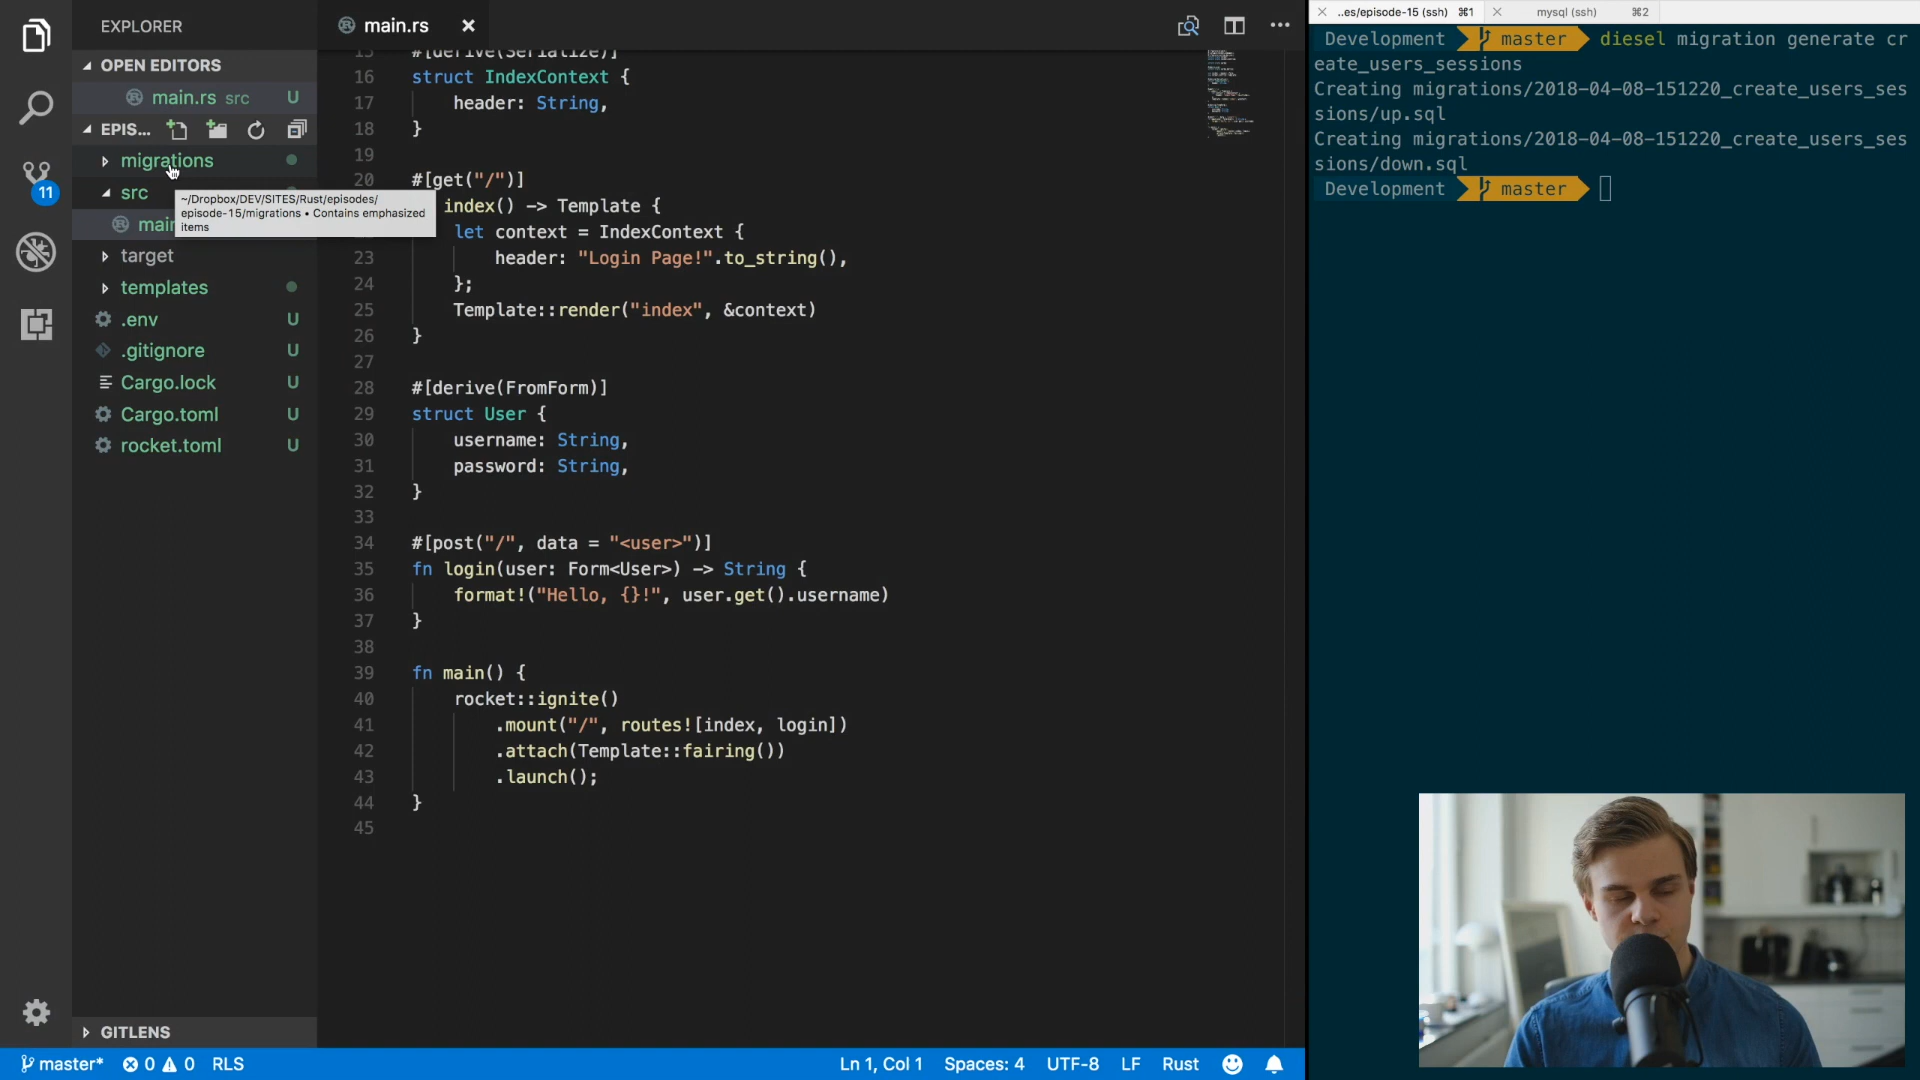 EXPLORER
OPEN EDITORS
main.rs src U
EPIS...
migrations
src
~/Dropbox/DEV/SITES/Rust/episodes/
episode-15/migrations • Contains emphasized
items
main
target
templates
.env U
.gitignore U
Cargo.lock U
Cargo.toml U
rocket.toml U
GITLENS
11
main.rs
15 #[derive(Serialize)]
16 struct IndexContext {
17 header: String,
18 }
19
20 #[get("/")]
index() -> Template {
let context = IndexContext {
23 header: "Login Page!".to_string(),
24 };
25 Template::render("index", &context)
26 }
27
28 #[derive(FromForm)]
29 struct User {
30 username: String,
31 password: String,
32 }
33
34 #[post("/", data = "<user>")]
35 fn login(user: Form<User>) -> String {
36 format!("Hello, {}!", user.get().username)
37 }
38
39 fn main() {
40 rocket::ignite()
41 .mount("/", routes![index, login])
42 .attach(Template::fairing())
43 .launch();
44 }
45
master* 0 0 RLS
Ln 1, Col 1 Spaces: 4 UTF-8 LF Rust
..es/episode-15 (ssh) ⌘1 mysql (ssh) ⌘2
Development master diesel migration generate cr
eate_users_sessions
Creating migrations/2018-04-08-151220_create_users_ses
sions/up.sql
Creating migrations/2018-04-08-151220_create_users_ses
sions/down.sql
Development master